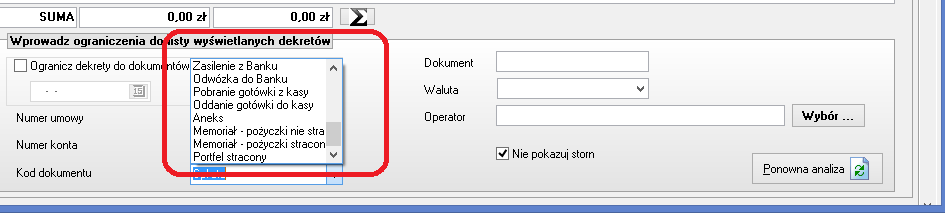 SUMA 0,00 zł 0,00 zł Σ
Wprowadz ograniczenia do listy wyświetlanych dekretów
Ogranicz dekrety do dokumentów
- - 15
Numer umowy
Numer konta
Kod dokumentu
Zasilenie z Banku
Odwózka do Banku
Pobranie gotówki z kasy
Oddanie gotówki do kasy
Aneks
Memoriał - pożyczki nie stra
Memoriał - pożyczki stracon
Portfel stracony
Dokument
Waluta
Operator
Wybór ...
Nie pokazuj storn
Ponowna analiza